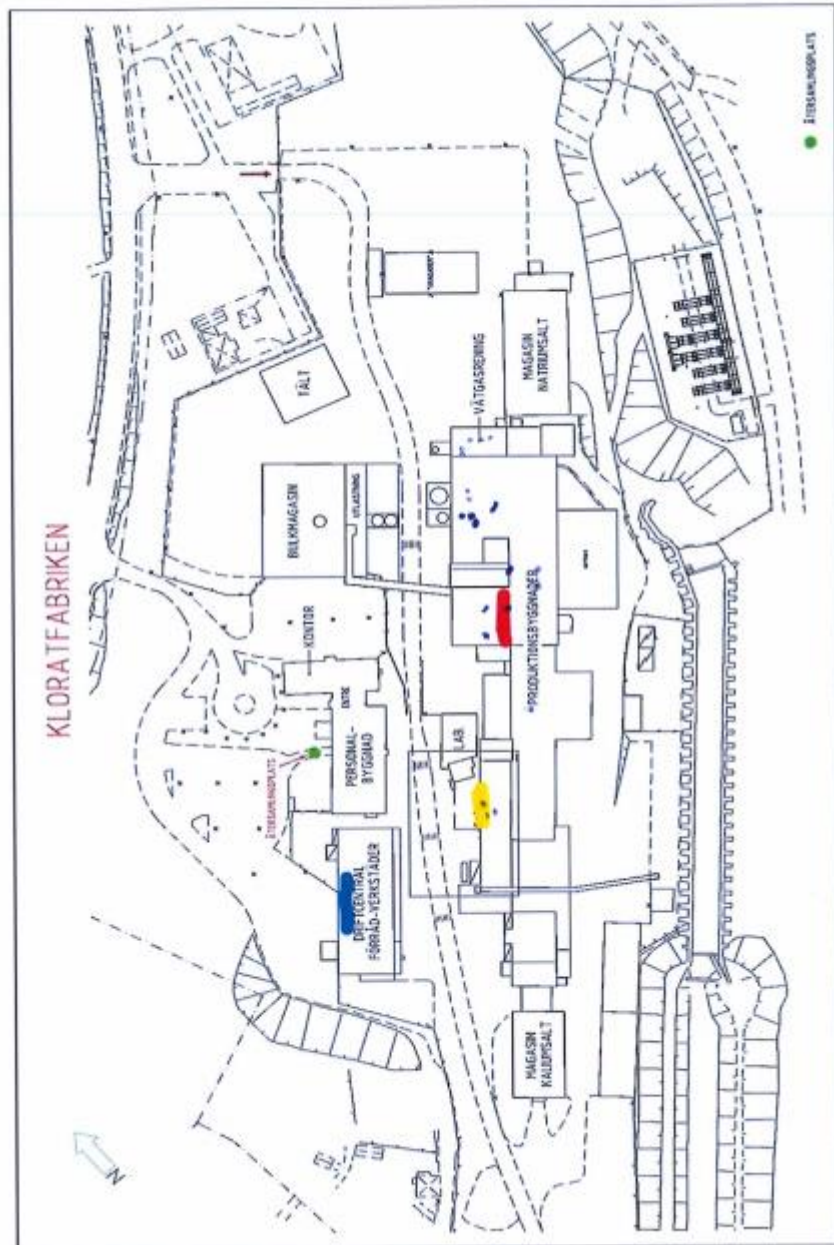 KLORATFABRIKEN
ÅTERSAMLINGSPLATS
TÄLT
BULKMAGASIN
UTLASTNING
KONTOR
ENTRE
PERSONAL-
BYGGNAD
ÅTERSAMLINGSPLATS
DRIFTCENTRAL
FÖRRÅD-VERKSTÄDER
VÄTGASRENING
MAGASIN
NATRIUMSALT
PRODUKTIONSBYGGNADER
LAB.
MAGASIN
KALIUMSALT
N